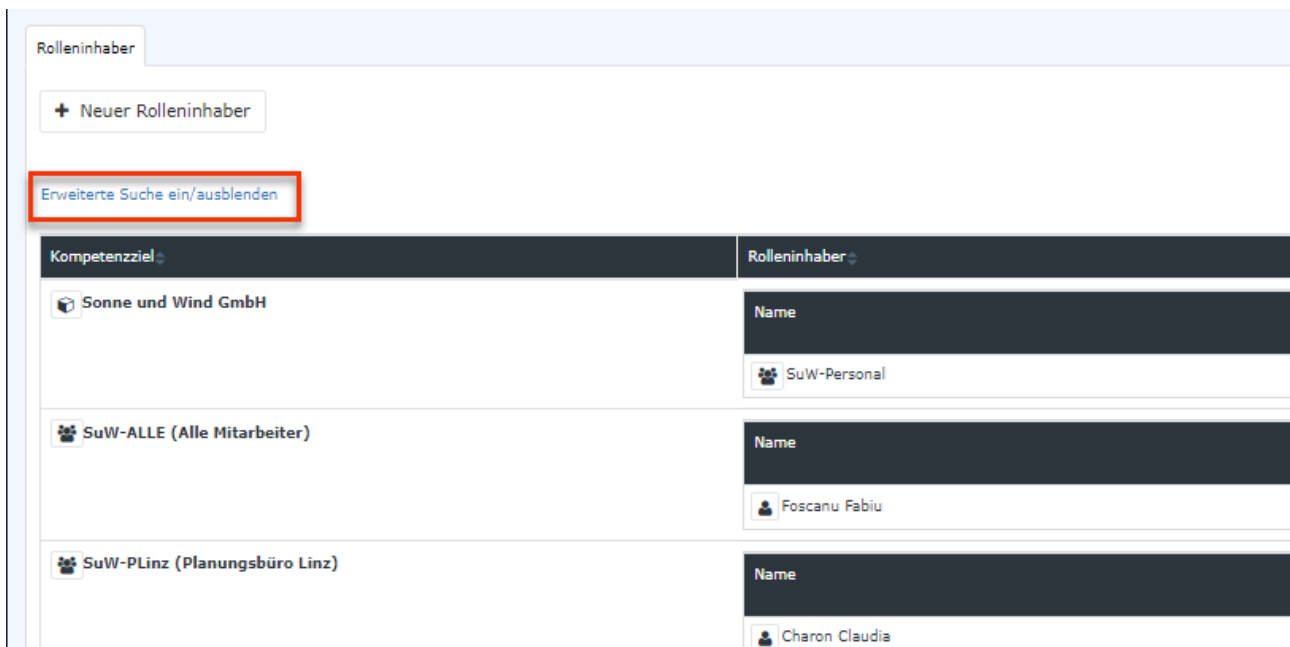 Rolleninhaber
+ Neuer Rolleninhaber
Erweiterte Suche ein/ausblenden
Kompetenzziel Rolleninhaber
Sonne und Wind GmbH
Name
SuW-Personal
SuW-ALLE (Alle Mitarbeiter)
Name
Foscanu Fabiu
SuW-PLinz (Planungsbüro Linz)
Name
Charon Claudia